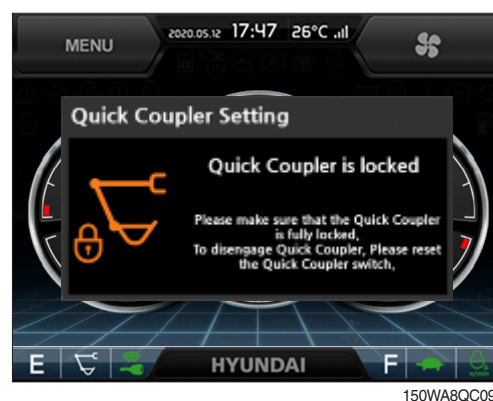 MENU
2020.05.12 17:47 26°C
Quick Coupler Setting
Quick Coupler is locked
Please make sure that the Quick Coupler
is fully locked,
To disengage Quick Coupler, Please reset
the Quick Coupler switch,
E HYUNDAI F
150WA8QC09